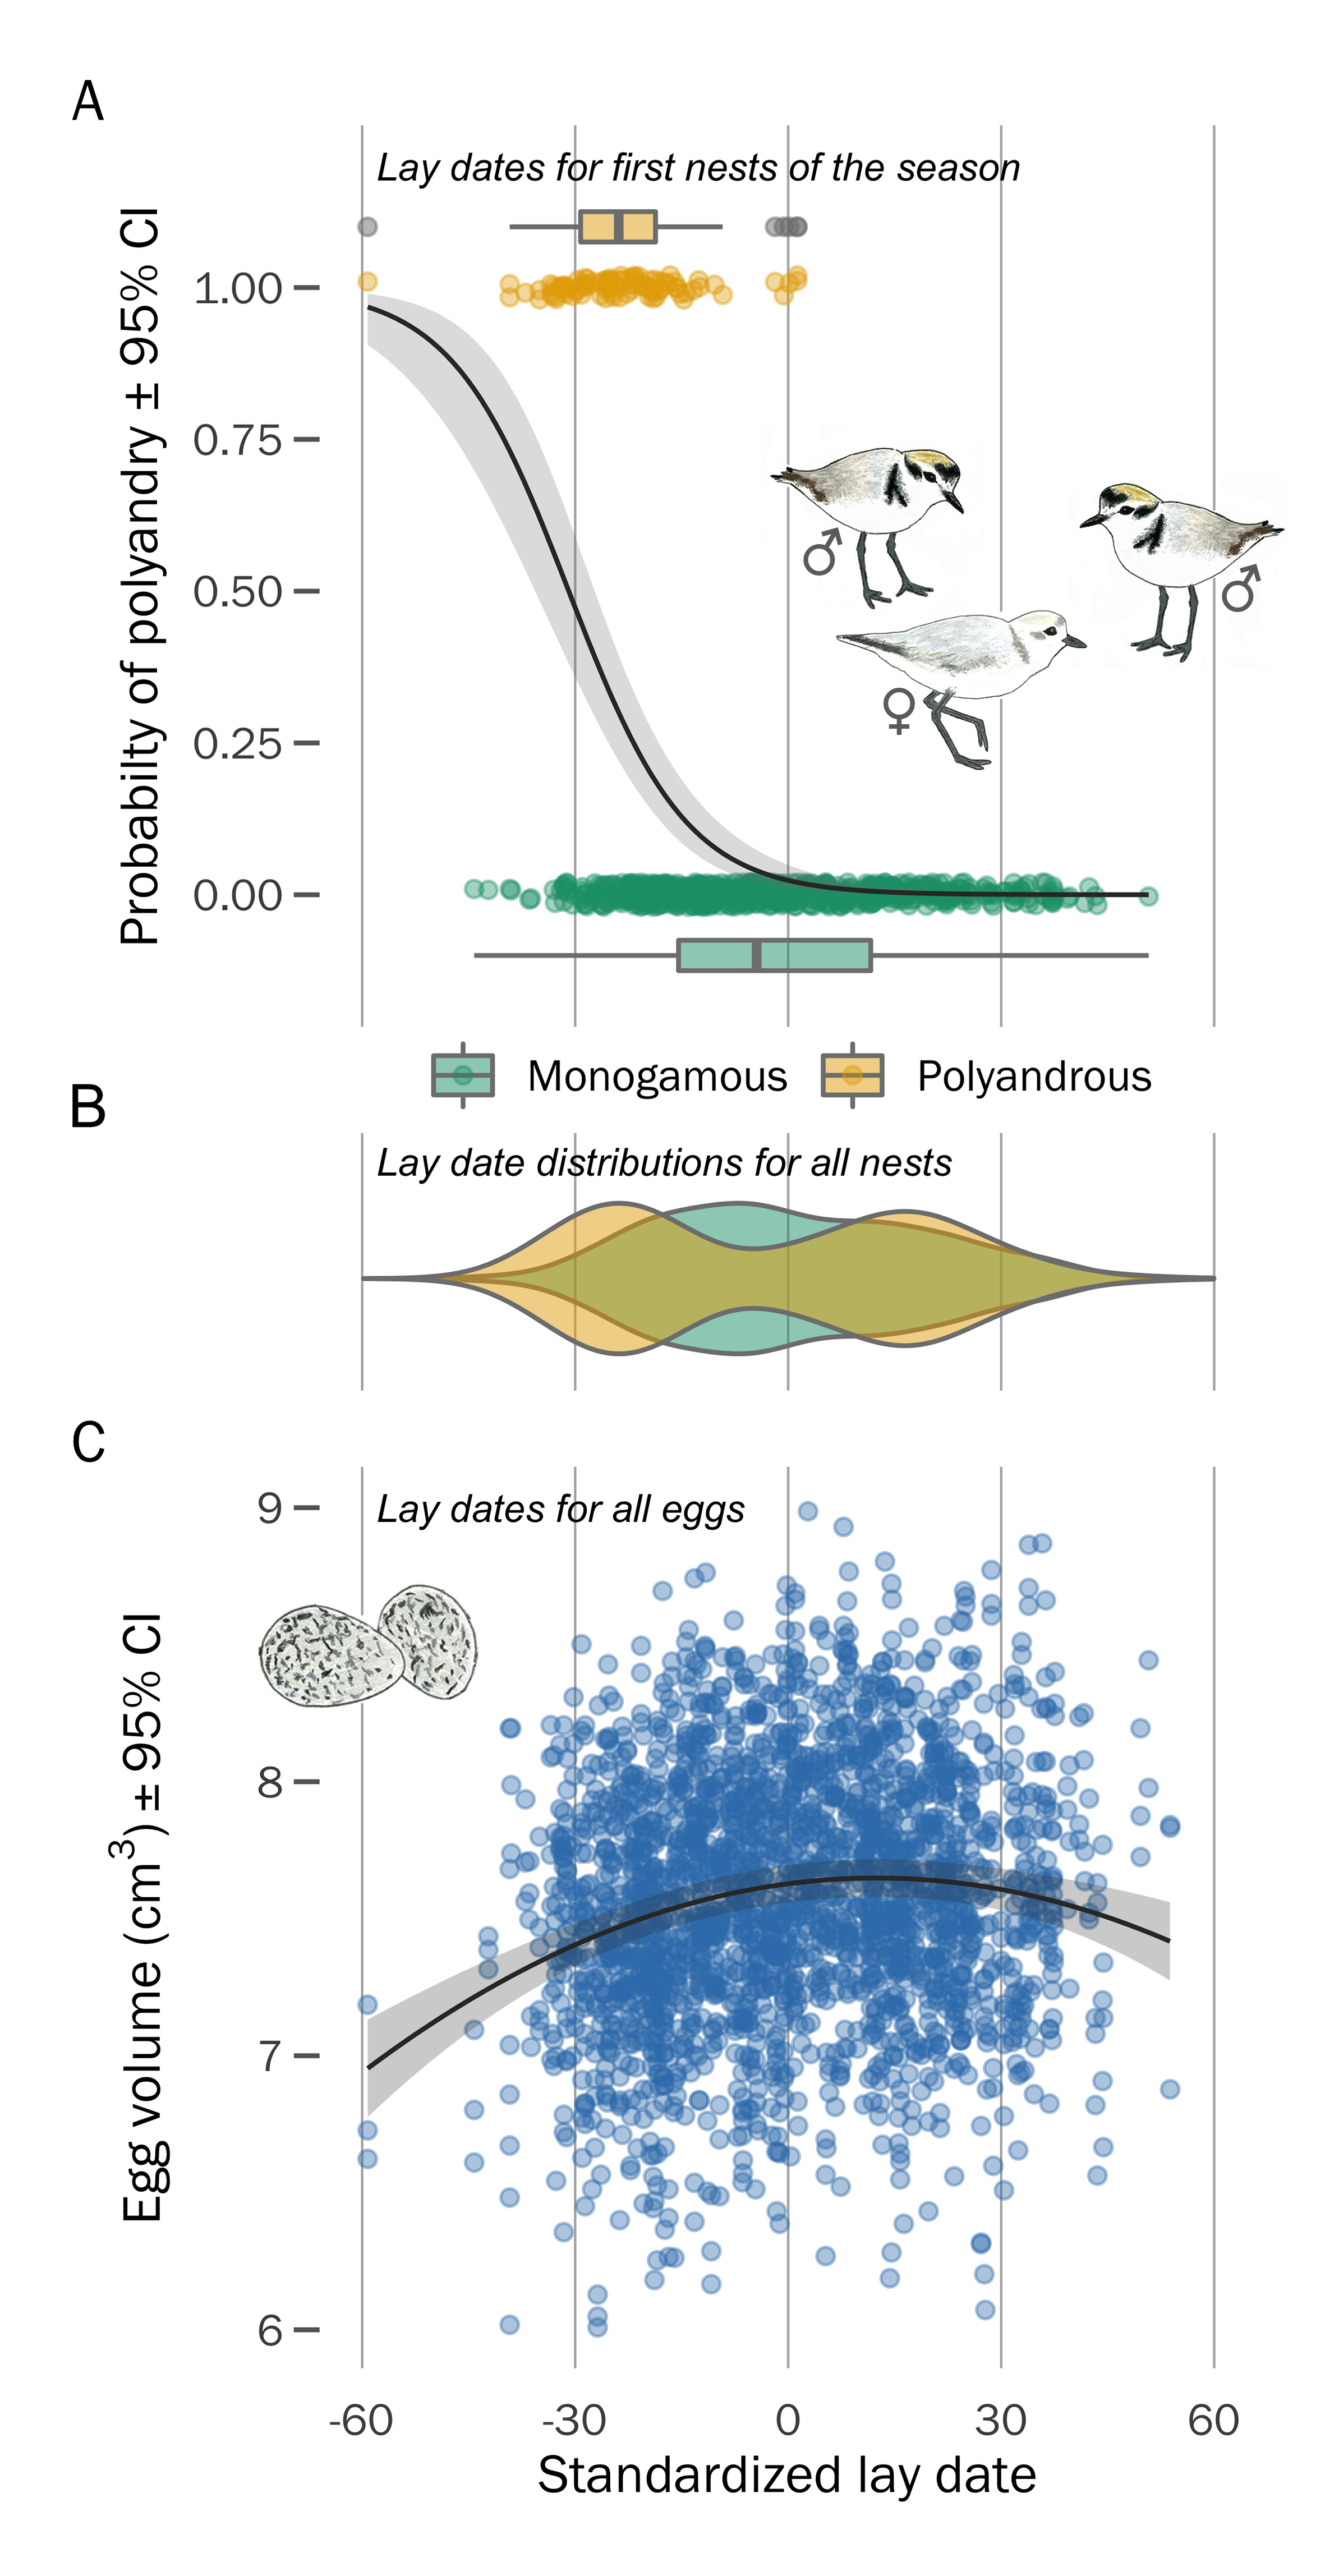 A
Lay dates for first nests of the season
Probabilty of polyandry ± 95% CI
1.00
0.75
0.50
0.25
0.00
♂
♂
♀
Monogamous
Polyandrous
B
Lay date distributions for all nests
C
Lay dates for all eggs
Egg volume (cm³) ± 95% CI
9
8
7
6
-60 -30 0 30 60
Standardized lay date